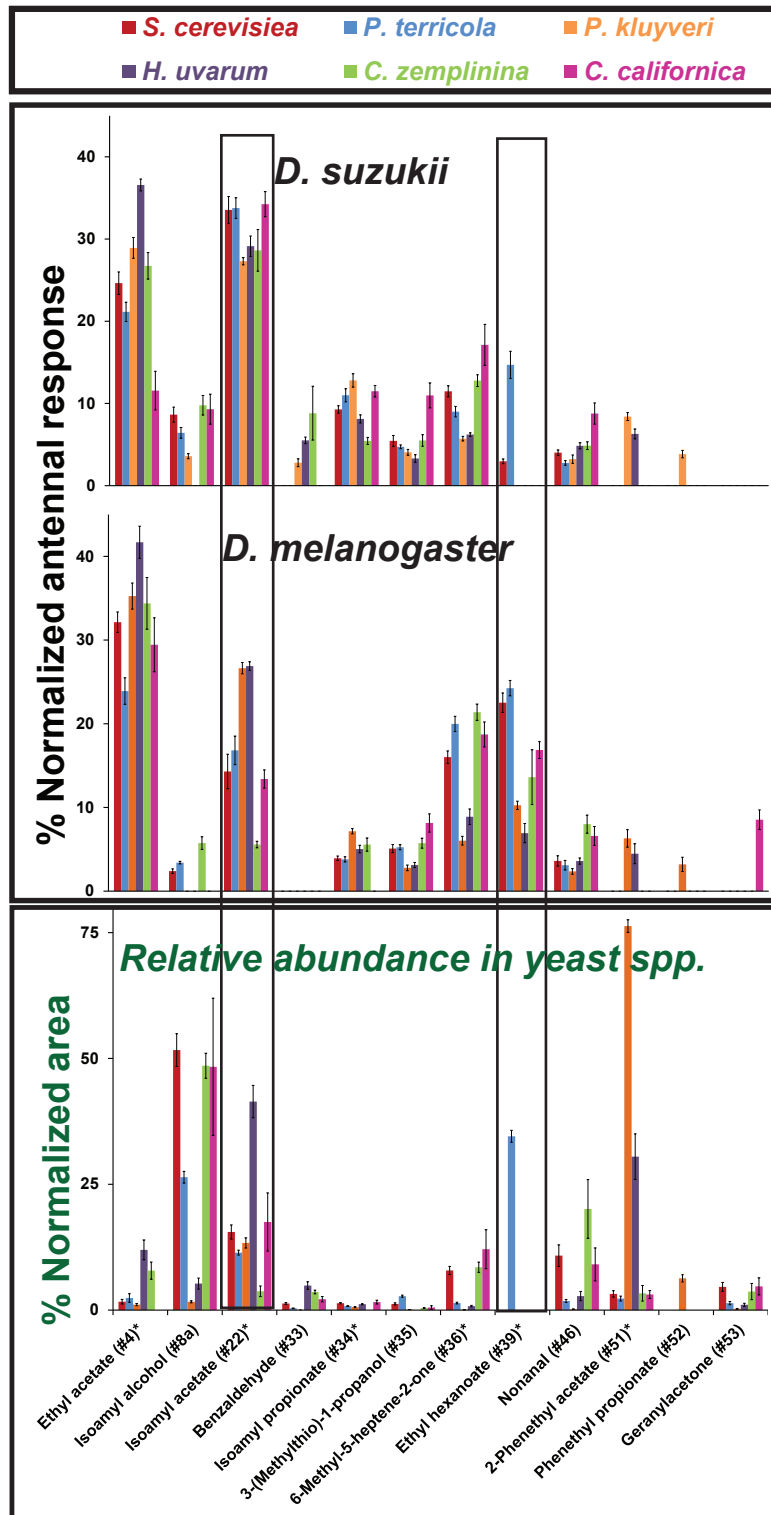 S. cerevisiea P. terricola P. kluyveri
H. uvarum C. zemplinina C. californica
% Normalized antennal response
D. suzukii
40
30
20
10
0
D. melanogaster
40
30
20
10
0
% Normalized area
Relative abundance in yeast spp.
75
50
25
0
Ethyl acetate (#4)*
Isoamyl alcohol (#8a)
Isoamyl acetate (#22)*
Benzaldehyde (#33)
Isoamyl propionate (#34)*
3-(Methylthio)-1-propanol (#35)
6-Methyl-5-heptene-2-one (#36)*
Ethyl hexanoate (#39)*
Nonanal (#46)
2-Phenethyl acetate (#51)*
Phenethyl propionate (#52)
Geranylacetone (#53)